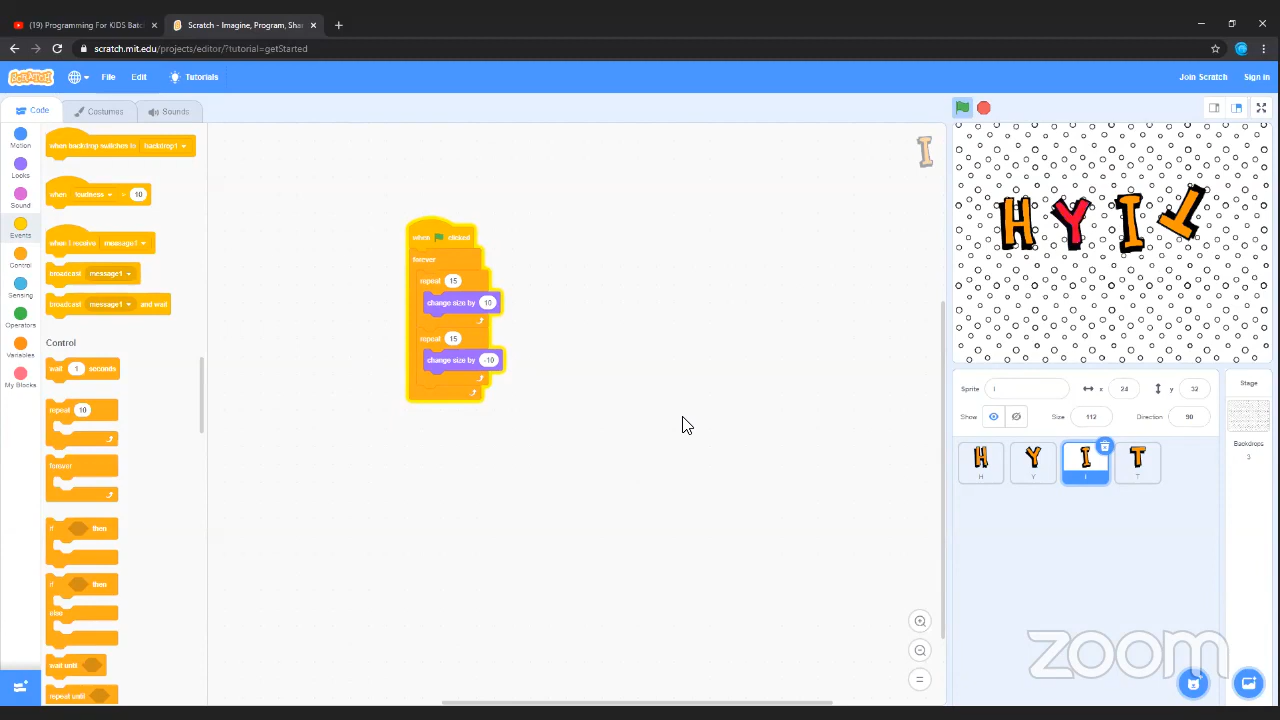 (19) Programming For KIDS Batc
Scratch - Imagine, Program, Sha
scratch.mit.edu/projects/editor/?tutorial=getStarted
SCRATCH
File
Edit
Tutorials
Join Scratch
Sign in
Code
Costumes
Sounds
Motion
Looks
Sound
Events
Control
Sensing
Operators
Variables
My Blocks
when backdrop switches to backdrop1
when loudness > 10
when I receive message1
broadcast message1
broadcast message1 and wait
Control
wait 1 seconds
repeat 10
forever
if then
if then
else
wait until
repeat until
when clicked
forever
repeat 15
change size by 10
repeat 15
change size by -10
H Y I T
Sprite I x 24 y 32
Show Size 112 Direction 90
H
Y
I
T
Stage
Backdrops
3
zoom